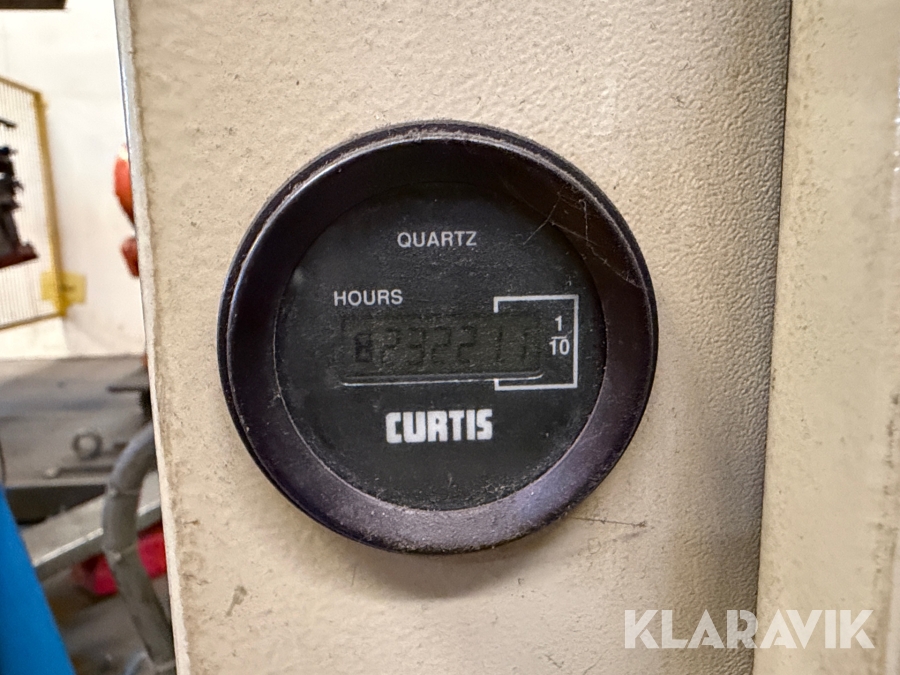 QUARTZ
HOURS
1
10
CURTIS
KLARAVIK